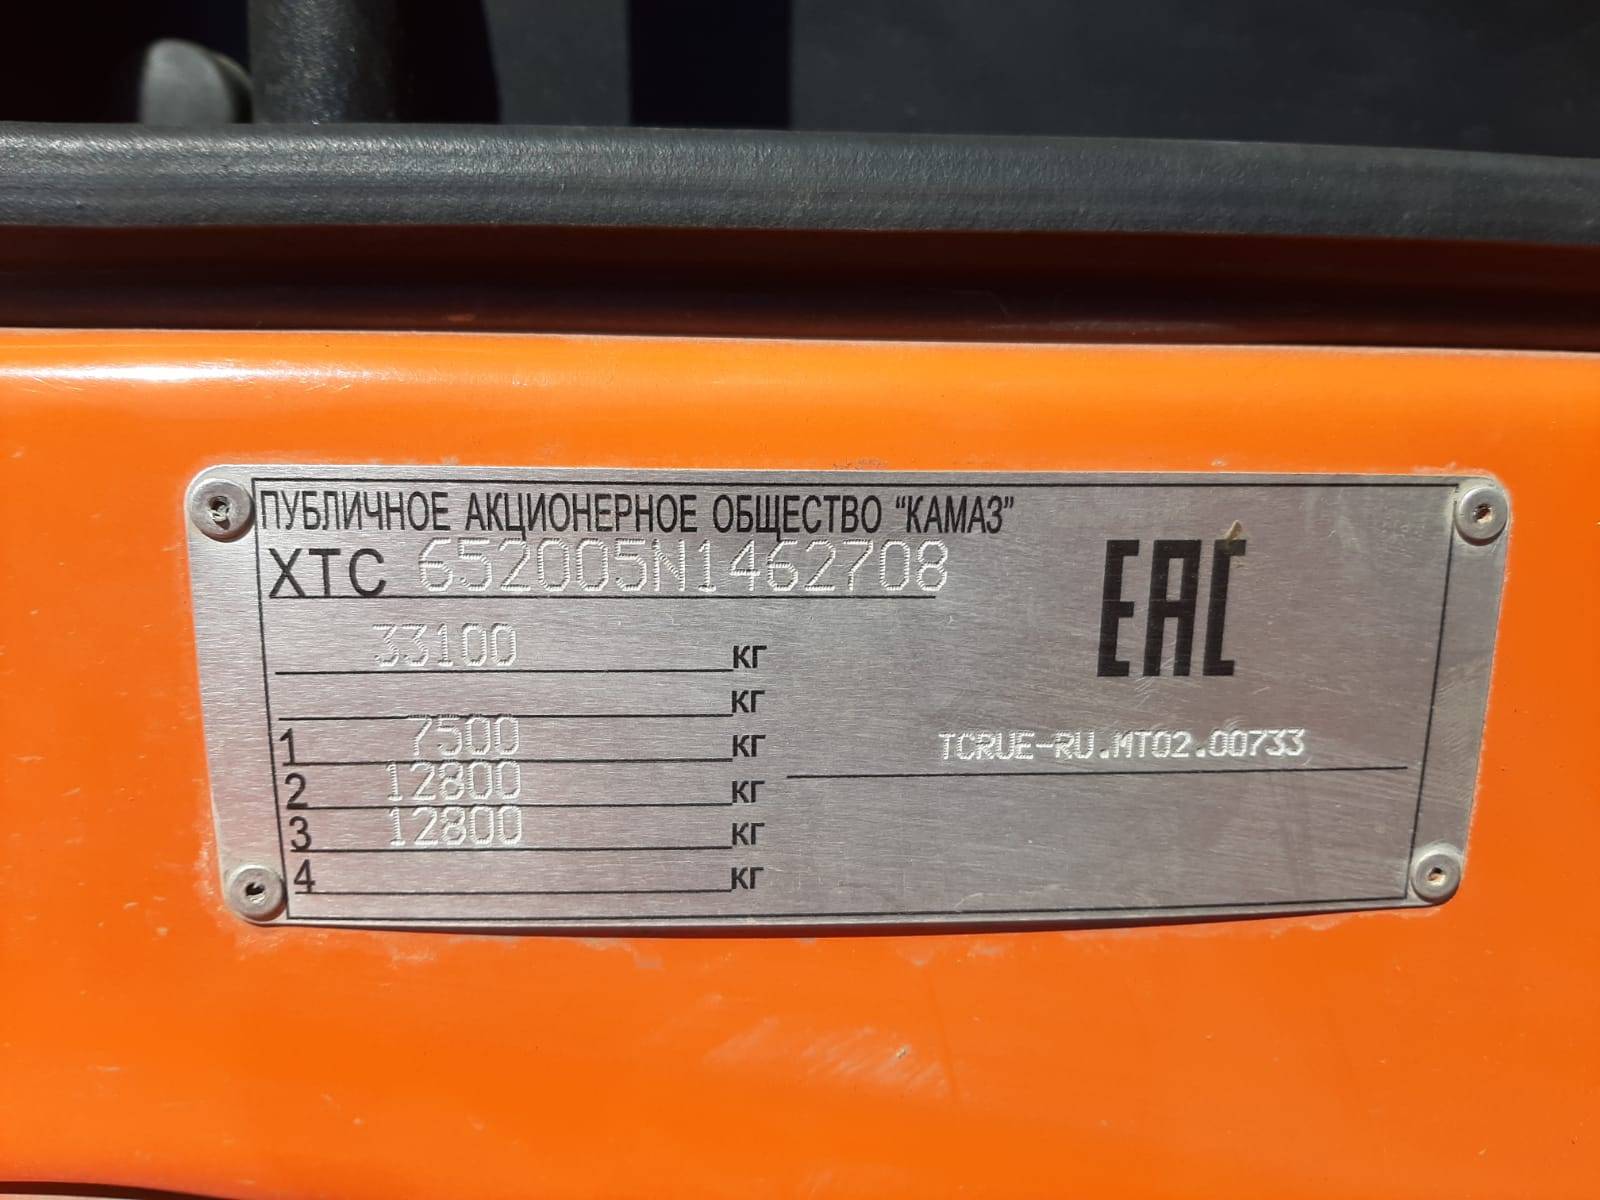 ПУБЛИЧНОЕ АКЦИОНЕРНОЕ ОБЩЕСТВО "КАМАЗ"
XTC 652005N1462708
EAC
33100 кг
кг
1 7500 кг
TCRUE-RU.MT02.00733
2 12800 кг
3 12800 кг
4 кг